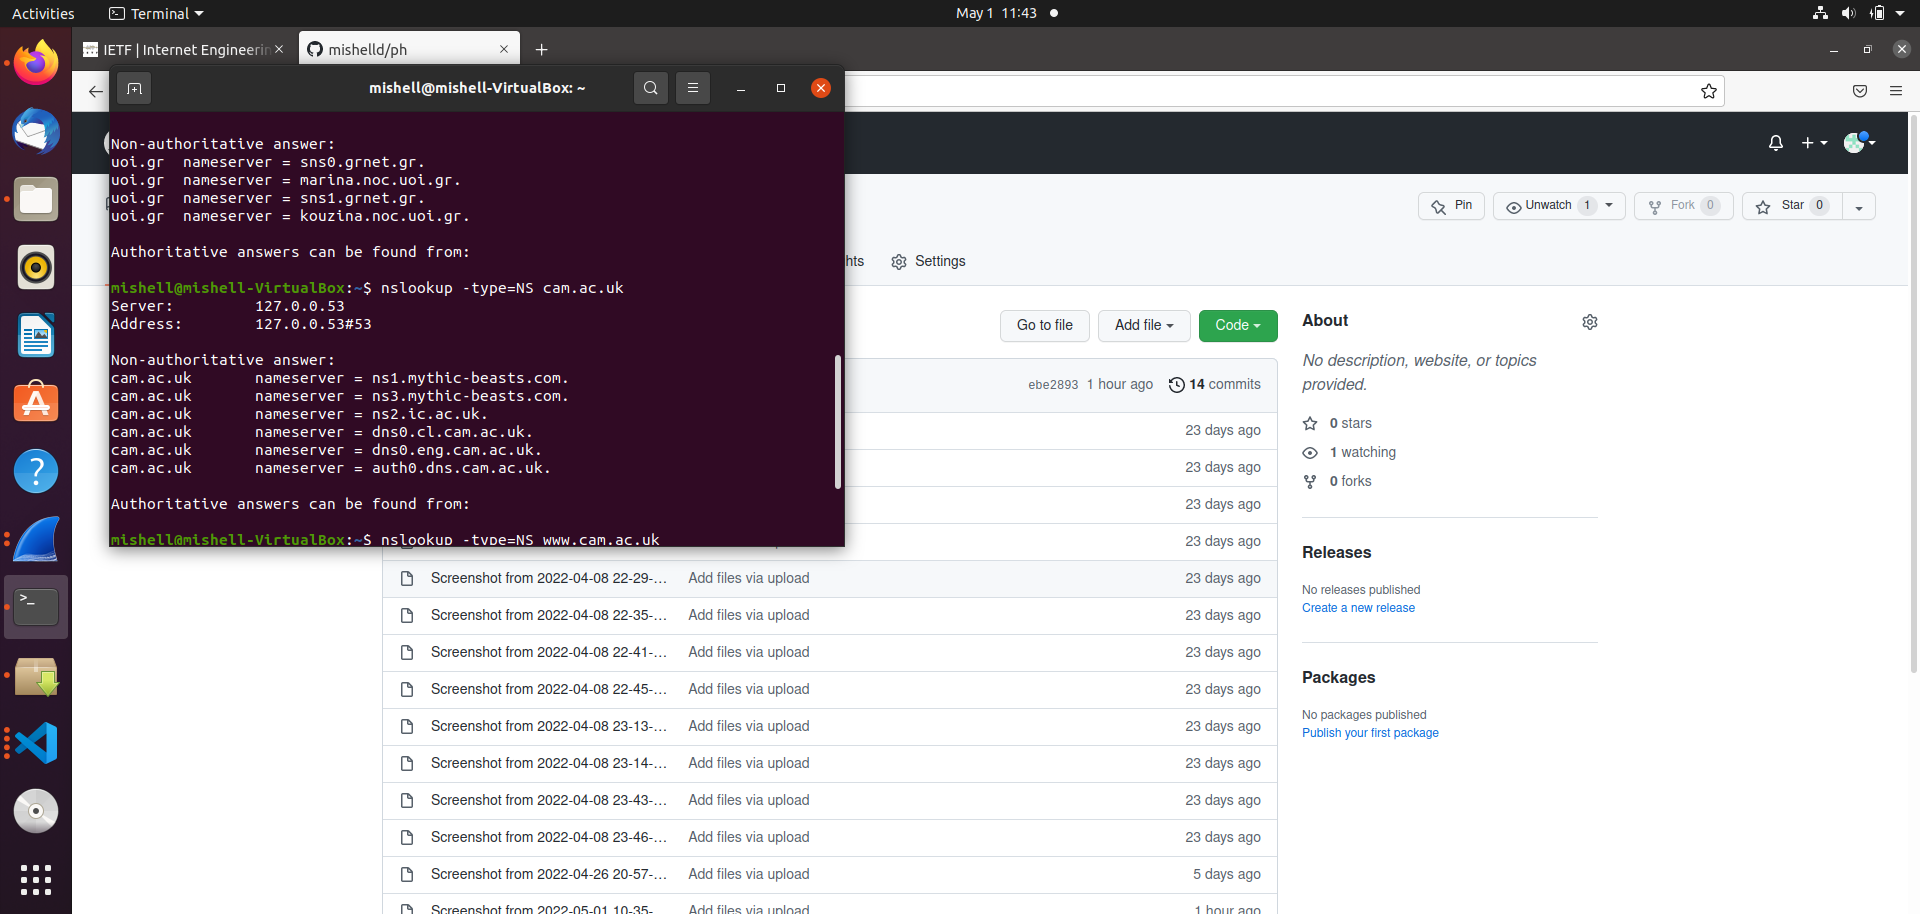 Activities
Terminal
May 1 11:43
IETF | Internet Engineerin
mishelld/ph
mishell@mishell-VirtualBox: ~
Non-authoritative answer:
uoi.gr nameserver = sns0.grnet.gr.
uoi.gr nameserver = marina.noc.uoi.gr.
uoi.gr nameserver = sns1.grnet.gr.
uoi.gr nameserver = kouzina.noc.uoi.gr.
Authoritative answers can be found from:
mishell@mishell-VirtualBox:~$ nslookup -type=NS cam.ac.uk
Server: 127.0.0.53
Address: 127.0.0.53#53
Non-authoritative answer:
cam.ac.uk nameserver = ns1.mythic-beasts.com.
cam.ac.uk nameserver = ns3.mythic-beasts.com.
cam.ac.uk nameserver = ns2.ic.ac.uk.
cam.ac.uk nameserver = dns0.cl.cam.ac.uk.
cam.ac.uk nameserver = dns0.eng.cam.ac.uk.
cam.ac.uk nameserver = auth0.dns.cam.ac.uk.
Authoritative answers can be found from:
mishell@mishell-VirtualBox:~$ nslookup -type=NS www.cam.ac.uk
Pin
Unwatch 1
Fork 0
Star 0
hts
Settings
Go to file
Add file
Code
ebe2893 1 hour ago 14 commits
23 days ago
23 days ago
23 days ago
23 days ago
Screenshot from 2022-04-08 22-29-... Add files via upload 23 days ago
Screenshot from 2022-04-08 22-35-... Add files via upload 23 days ago
Screenshot from 2022-04-08 22-41-... Add files via upload 23 days ago
Screenshot from 2022-04-08 22-45-... Add files via upload 23 days ago
Screenshot from 2022-04-08 23-13-... Add files via upload 23 days ago
Screenshot from 2022-04-08 23-14-... Add files via upload 23 days ago
Screenshot from 2022-04-08 23-43-... Add files via upload 23 days ago
Screenshot from 2022-04-08 23-46-... Add files via upload 23 days ago
Screenshot from 2022-04-26 20-57-... Add files via upload 5 days ago
Screenshot from 2022-05-01 10-35-... Add files via upload 1 hour ago
About
No description, website, or topics
provided.
0 stars
1 watching
0 forks
Releases
No releases published
Create a new release
Packages
No packages published
Publish your first package